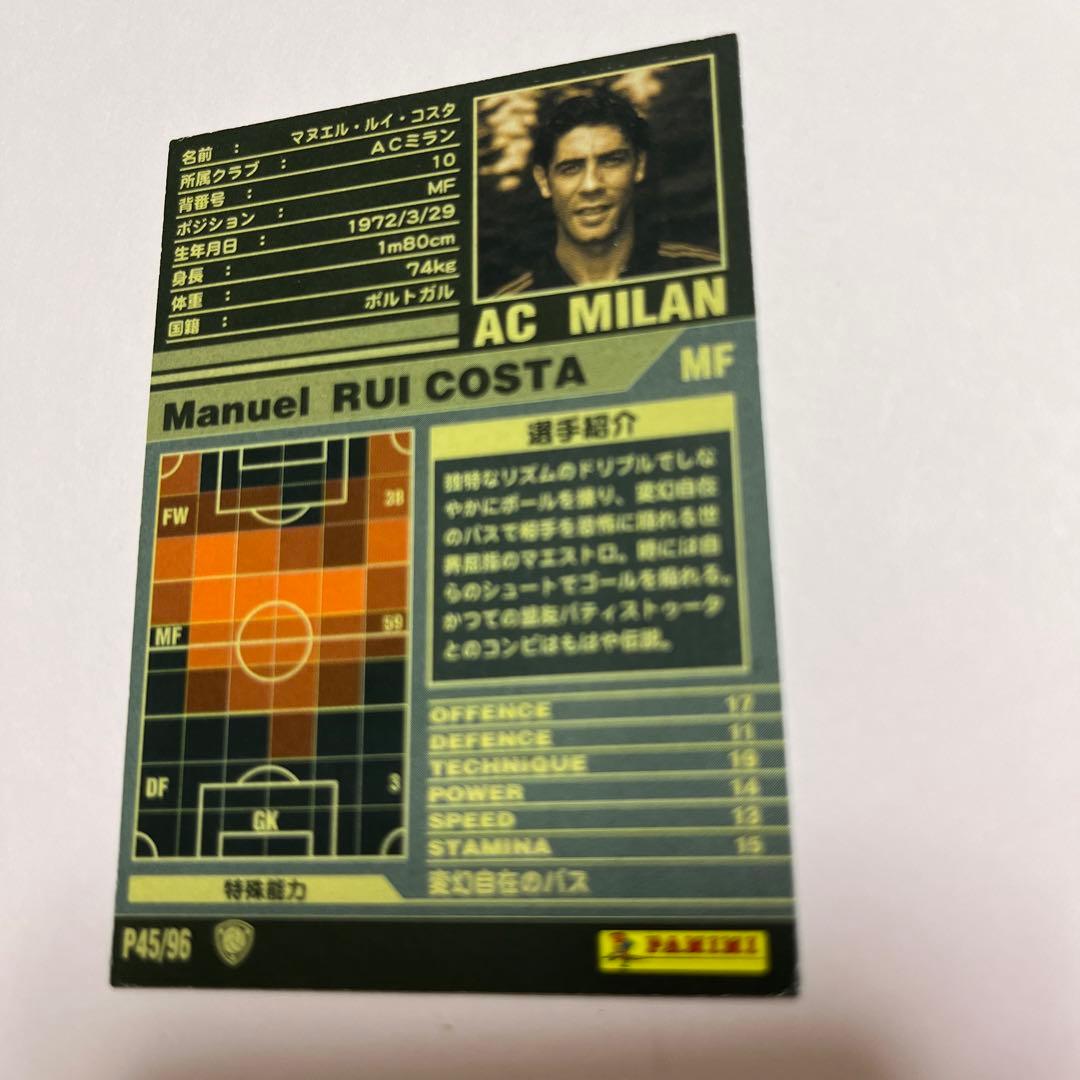 名前 : マヌエル・ルイ・コスタ
所属クラブ : ACミラン
背番号 : 10
ポジション : MF
生年月日 : 1972/3/29
身長 : 1m80cm
体重 : 74kg
国籍 : ポルトガル
AC MILAN
Manuel RUI COSTA
MF
FW 38
MF 59
DF 3
GK
選手紹介
独特なリズムのドリブルでしな
やかにボールを操り、変幻自在
のパスで相手を恐怖に陥れる世
界屈指のマエストロ。時には自
らのシュートでゴールを陥れる。
かつての盟友バティストゥータ
とのコンビはもはや伝説。
OFFENCE 17
DEFENCE 11
TECHNIQUE 19
POWER 14
SPEED 13
STAMINA 15
特殊能力 変幻自在のパス
P45/96
PANINI